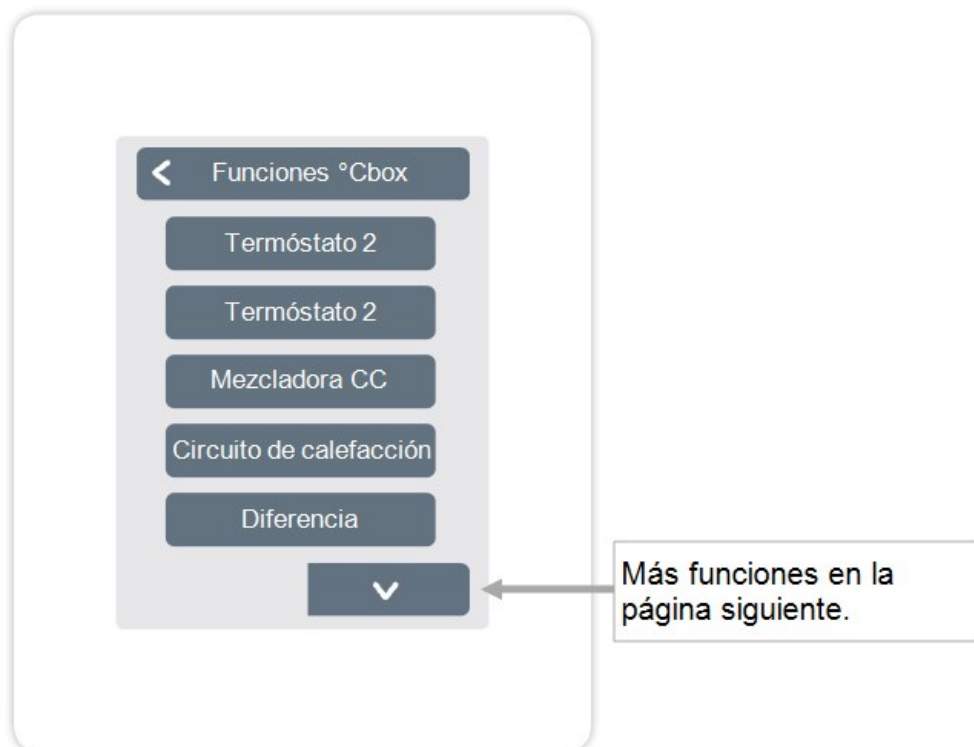 Funciones °Cbox
Termóstato 2
Termóstato 2
Mezcladora CC
Circuito de calefacción
Diferencia
Más funciones en la
página siguiente.